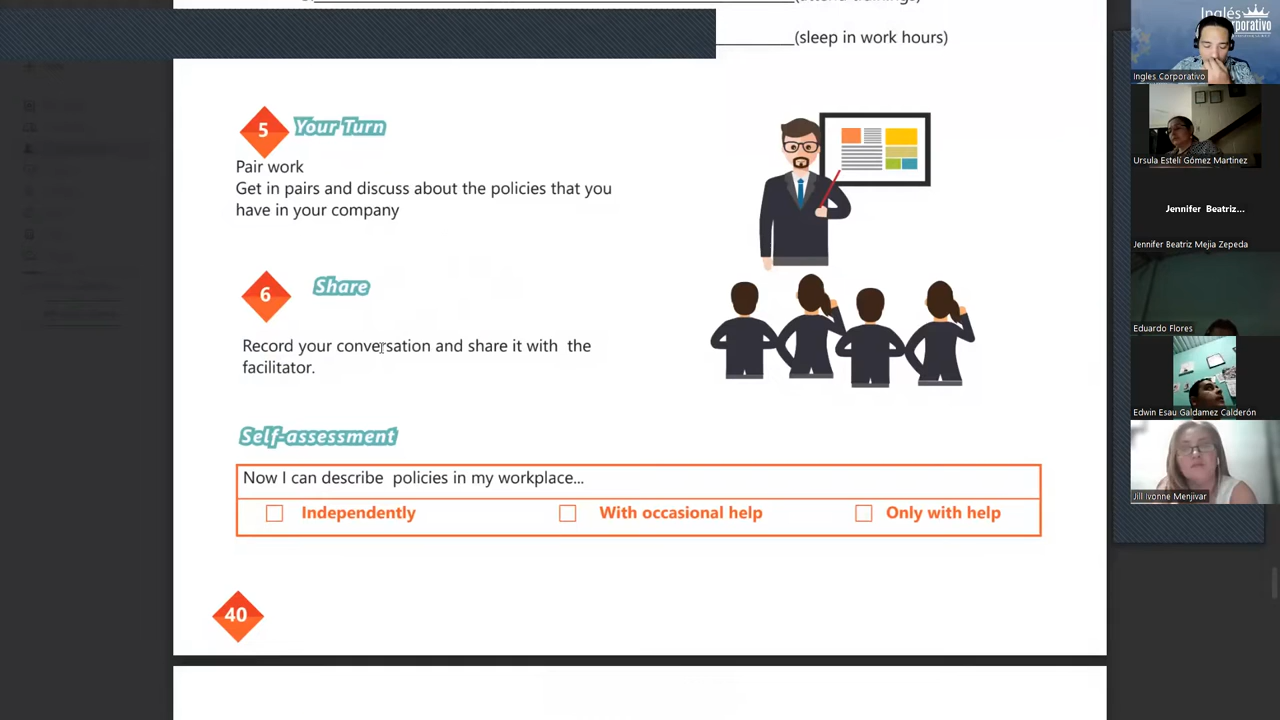 (attend trainings)
(sleep in work hours)
5 Your Turn
Pair work
Get in pairs and discuss about the policies that you
have in your company
6 Share
Record your conversation and share it with the
facilitator.
Self-assessment
Now I can describe policies in my workplace...
Independently
With occasional help
Only with help
40
Inglés
Ingles Corporativo
Ursula Estelí Gómez Martinez
Jennifer Beatriz...
Jennifer Beatriz Mejia Zepeda
Eduardo Flores
Edwin Esau Galdamez Calderón
Jill Ivonne Menjivar